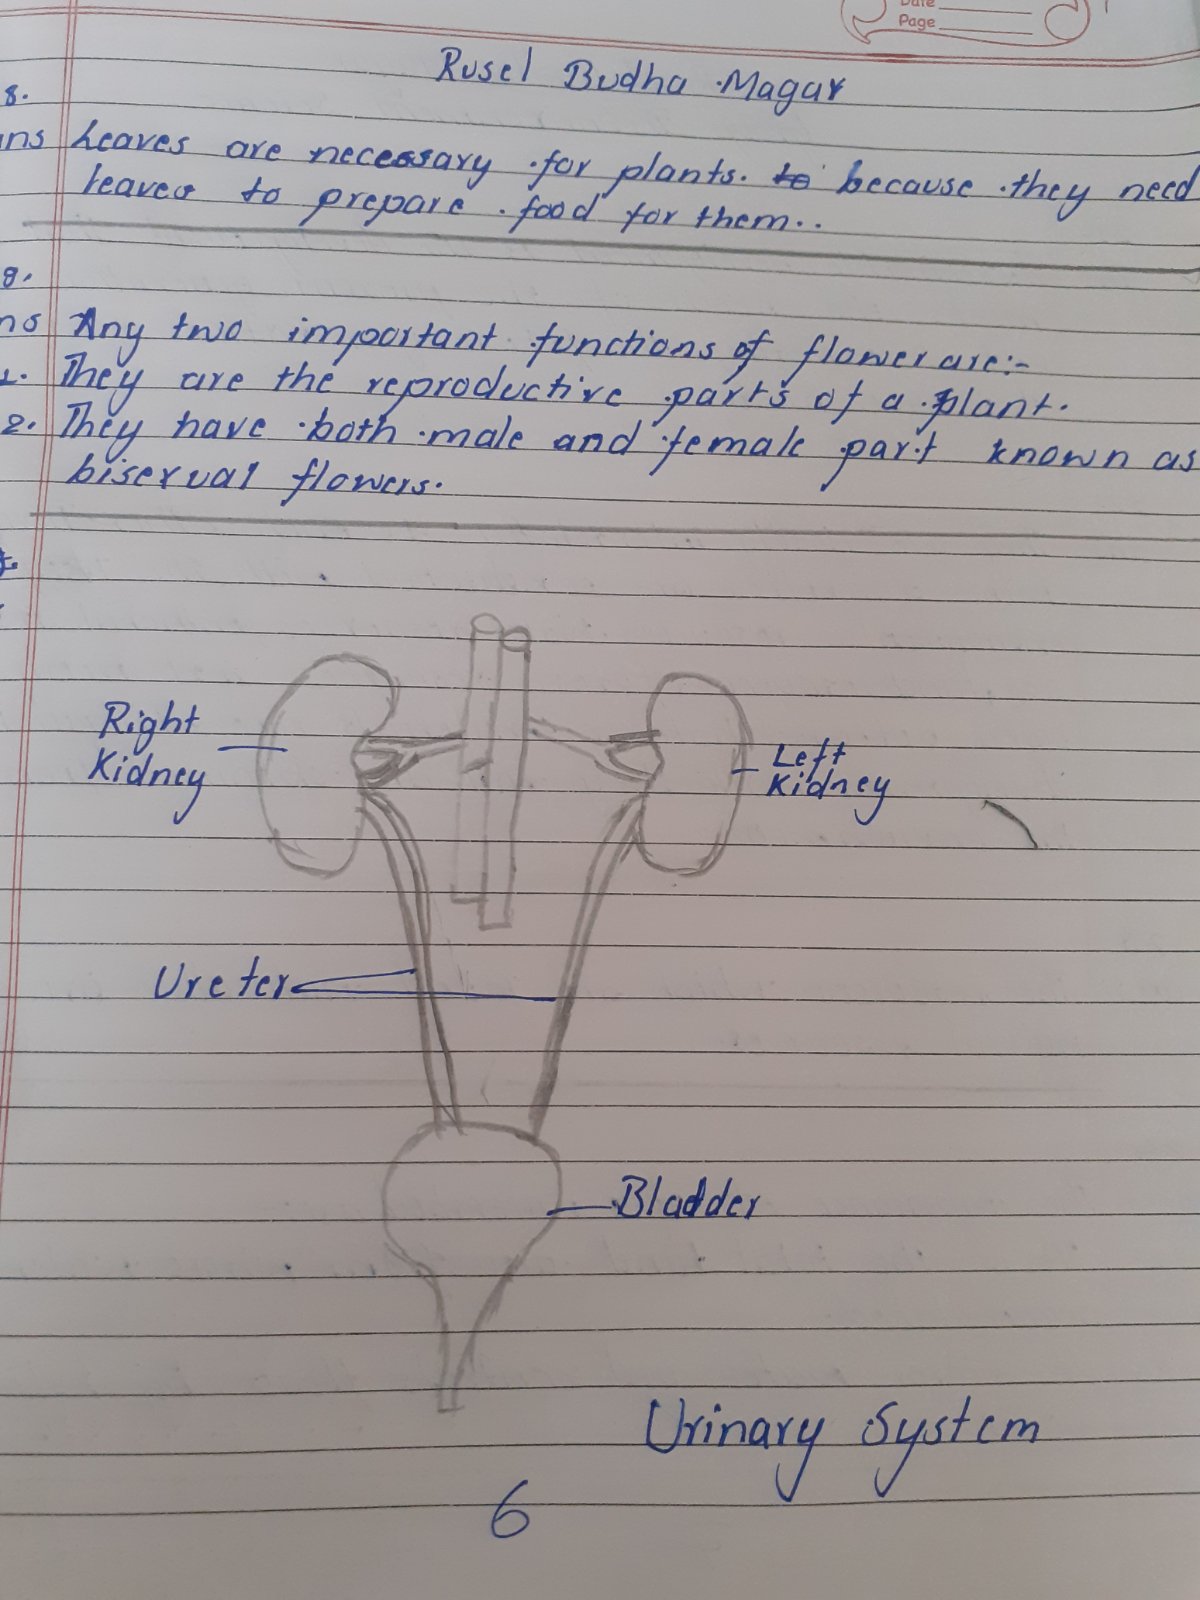 Date
Page
Rusel Budha Magar
8.
ans Leaves are necessary for plants. to because they need
leaves to prepare food for them..
9.
ns Any two important functions of flower are:-
1. They are the reproductive parts of a plant.
2. They have both male and female part known as
bisexual flowers.
Right
Kidney
Left
Kidney
Ureter
Bladder
Urinary System
6